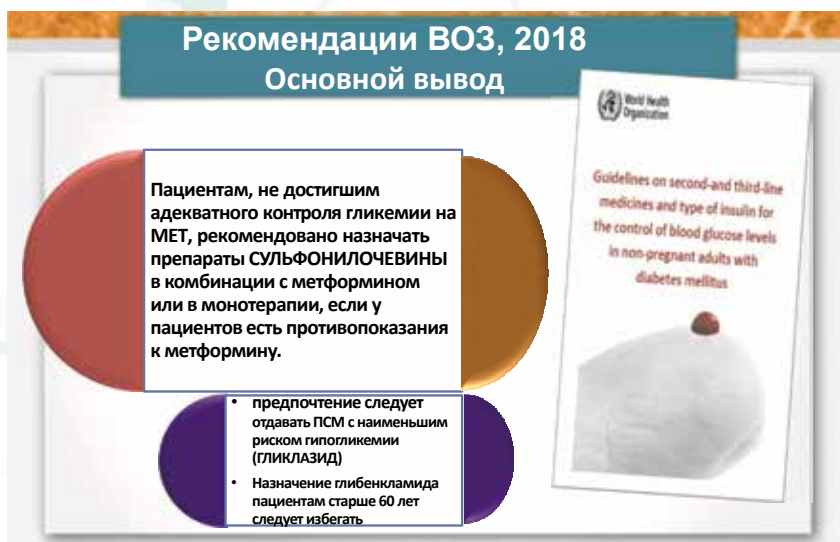 Рекомендации ВОЗ, 2018
Основной вывод
World Health
Organization
Guidelines on second-and third-line
medicines and type of insulin for
the control of blood glucose levels
in non-pregnant adults with
diabetes mellitus
Пациентам, не достигшим
адекватного контроля гликемии на
МЕТ, рекомендовано назначать
препараты СУЛЬФОНИЛОЧЕВИНЫ
в комбинации с метформином
или в монотерапии, если у
пациентов есть противопоказания
к метформину.
• предпочтение следует
отдавать ПСМ с наименьшим
риском гипогликемии
(ГЛИКЛАЗИД)
• Назначение глибенкламида
пациентам старше 60 лет
следует избегать